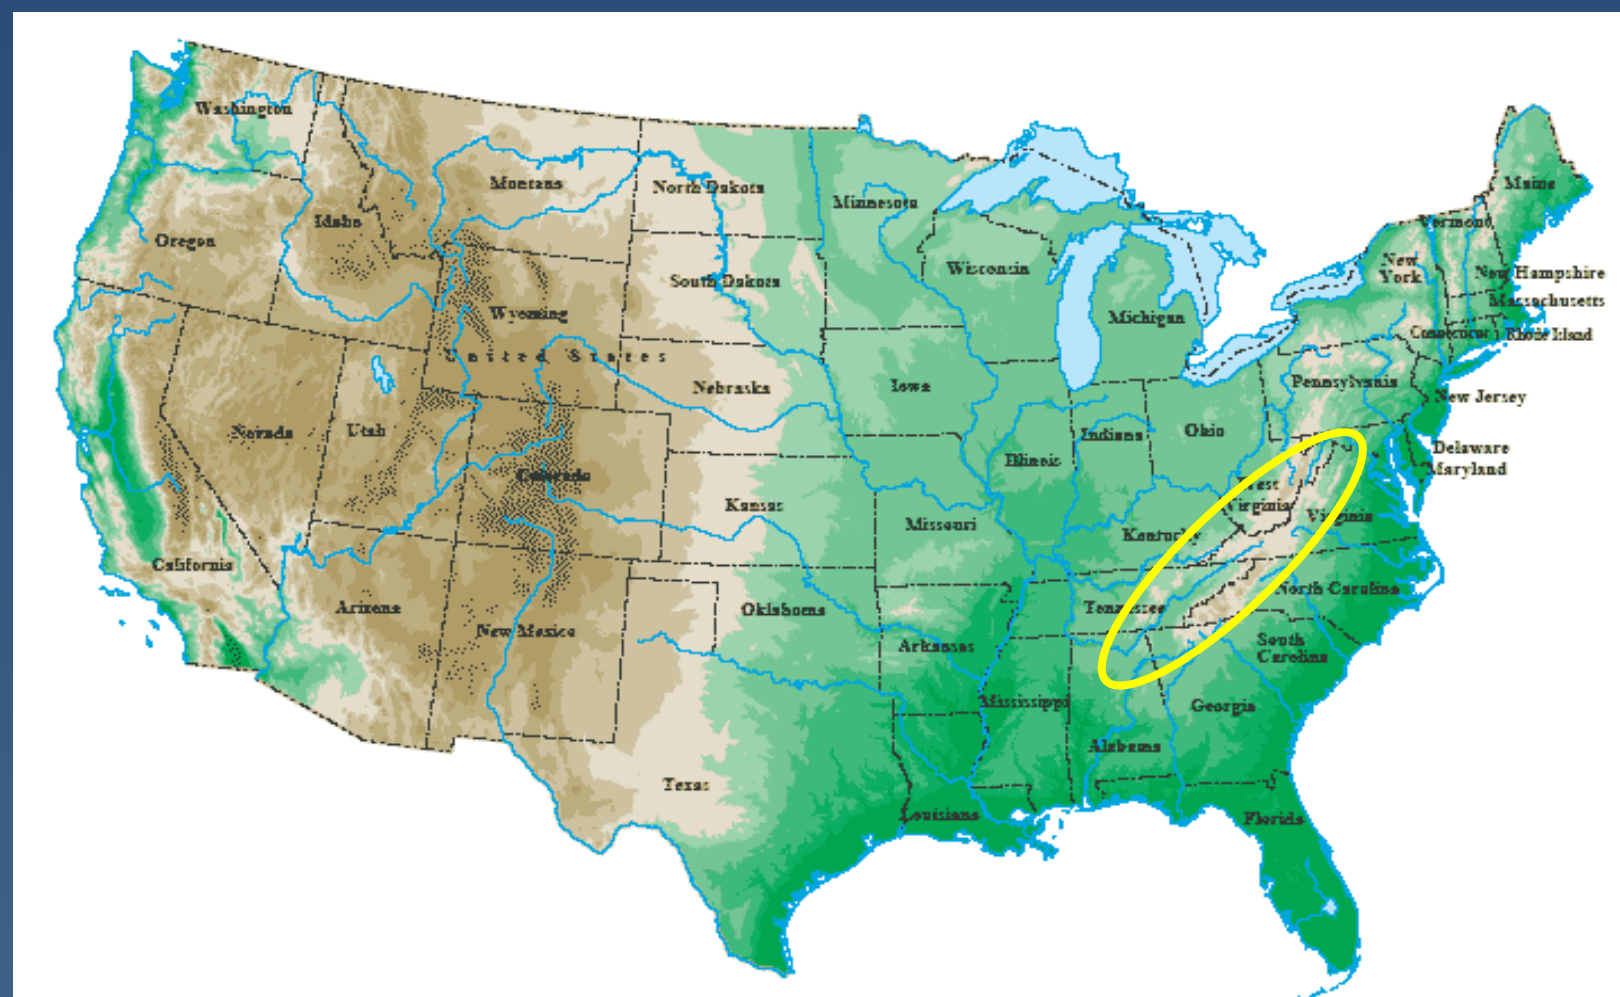 Washington
Montana
North Dakota
Minnesota
Maine
Idaho
Vermont
Oregon
Wisconsin
New
York
New Hampshire
South Dakota
Massachusetts
Wyoming
Michigan
Connecticut
Rhode Island
United States
Nebraska
Iowa
Pennsylvania
New Jersey
Nevada
Utah
Indiana
Ohio
Delaware
Illinois
Maryland
Colorado
West
Virginia
Kansas
Missouri
Virginia
Kentucky
California
Arizona
Oklahoma
Tennessee
North Carolina
New Mexico
Arkansas
South
Carolina
Mississippi
Georgia
Alabama
Texas
Louisiana
Florida